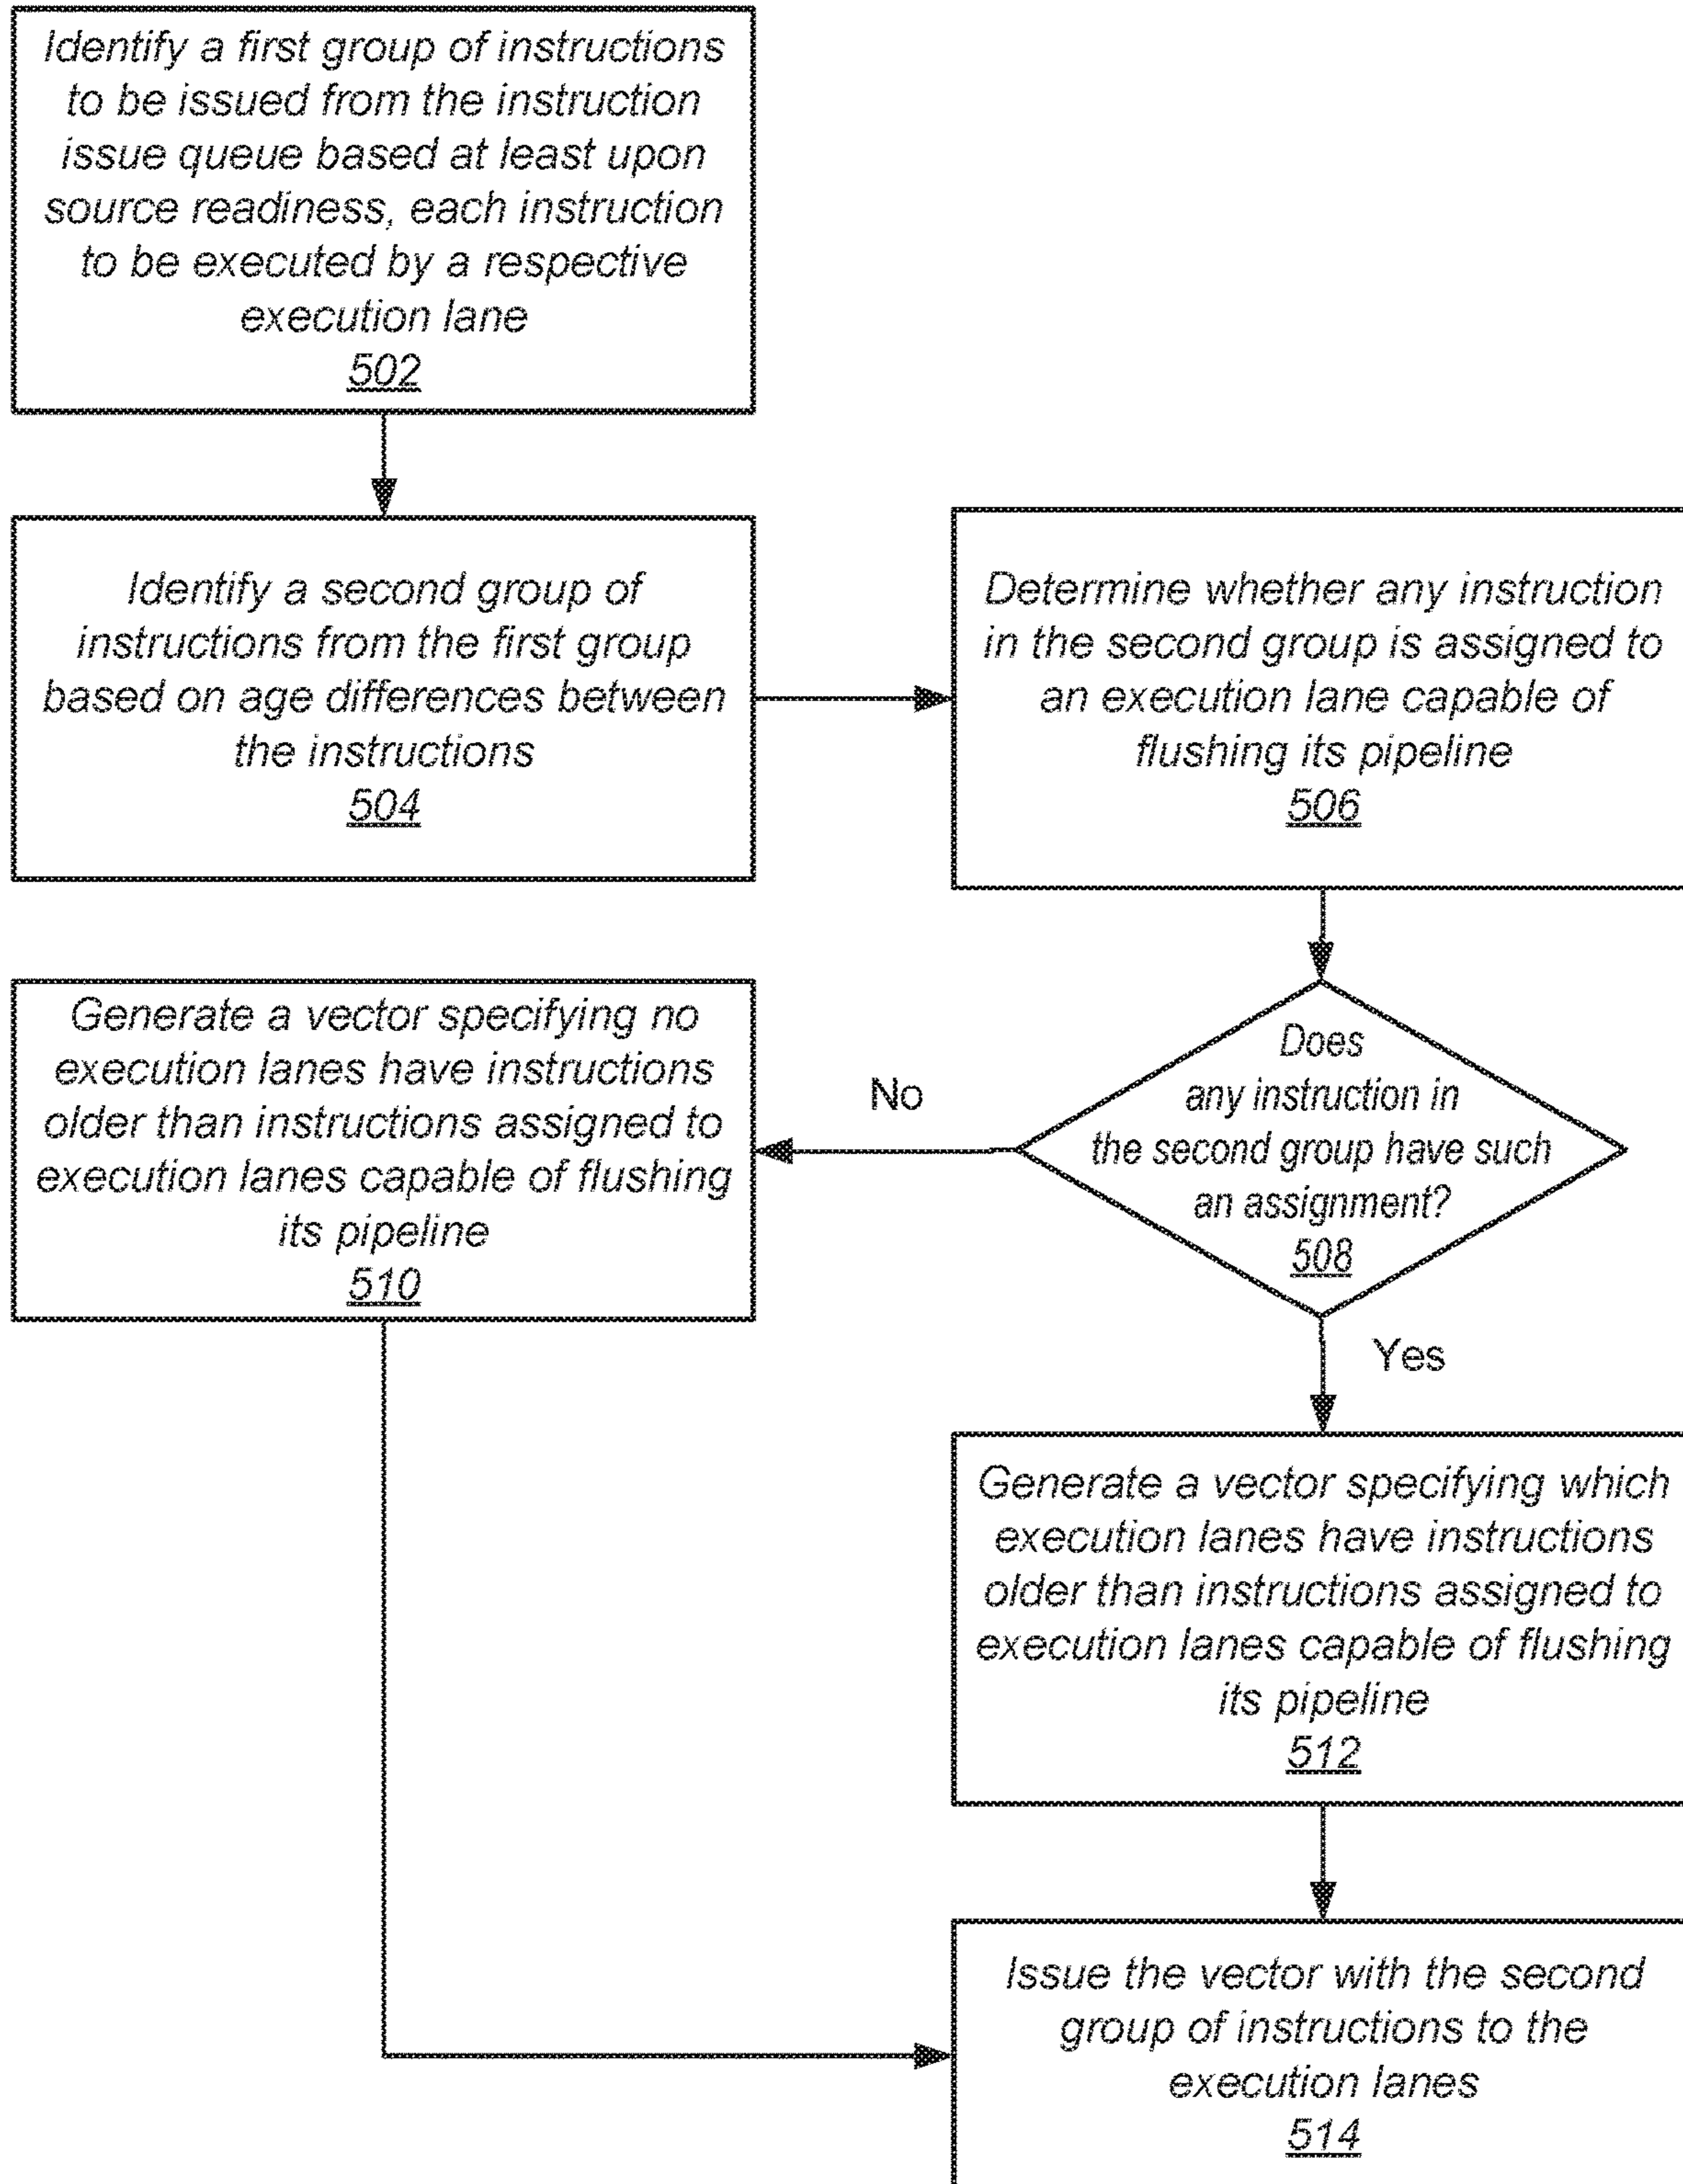 Identify a first group of instructions
to be issued from the instruction
issue queue based at least upon
source readiness, each instruction
to be executed by a respective
execution lane
502
Identify a second group of
instructions from the first group
based on age differences between
the instructions
504
Determine whether any instruction
in the second group is assigned to
an execution lane capable of
flushing its pipeline
506
Does
any instruction in
the second group have such
an assignment?
508
No
Generate a vector specifying no
execution lanes have instructions
older than instructions assigned to
execution lanes capable of flushing
its pipeline
510
Yes
Generate a vector specifying which
execution lanes have instructions
older than instructions assigned to
execution lanes capable of flushing
its pipeline
512
Issue the vector with the second
group of instructions to the
execution lanes
514